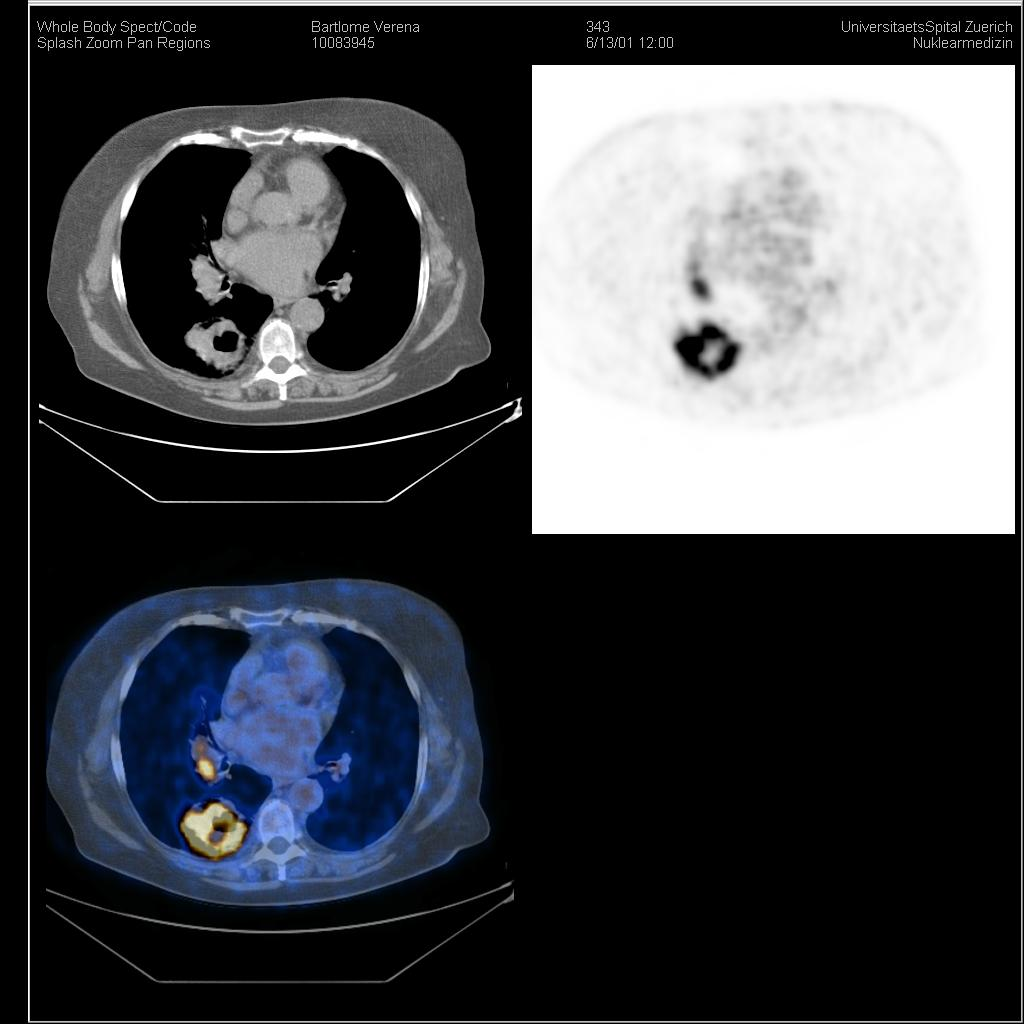 Whole Body Spect/Code
Splash Zoom Pan Regions
Bartlome Verena
10083945
343
6/13/01 12:00
UniversitaetsSpital Zuerich
Nuklearmedizin